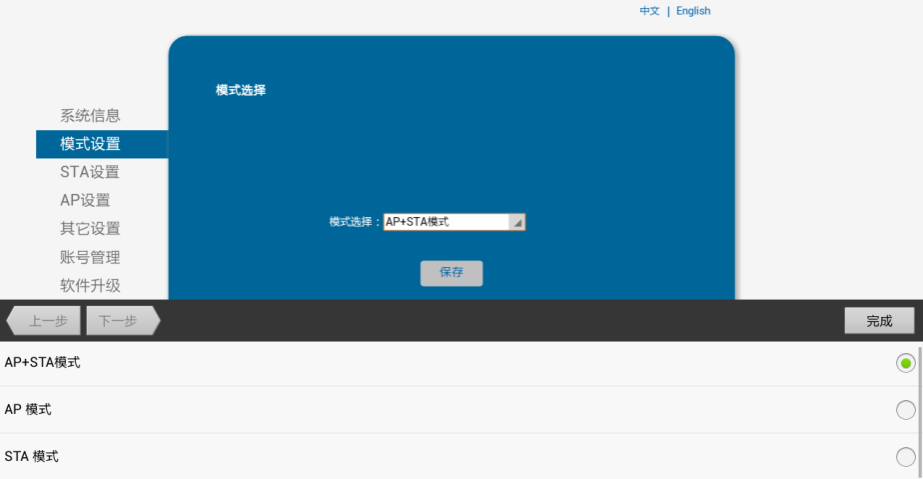 中文 | English
模式选择
系统信息
模式设置
STA设置
AP设置
其它设置
账号管理
软件升级
模式选择：AP+STA模式
保存
上一步 下一步 完成
AP+STA模式
AP 模式
STA 模式